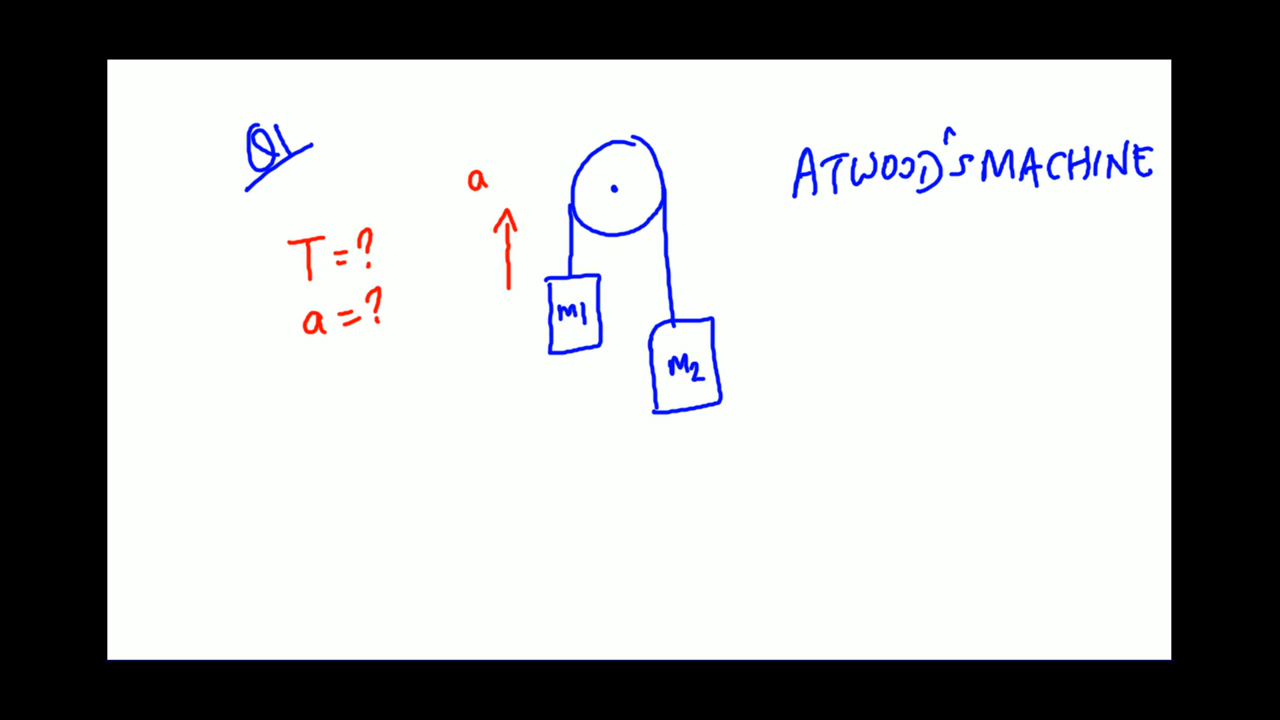 Q1
ATWOOD's MACHINE
a
T = ?
a = ?
m1
M2